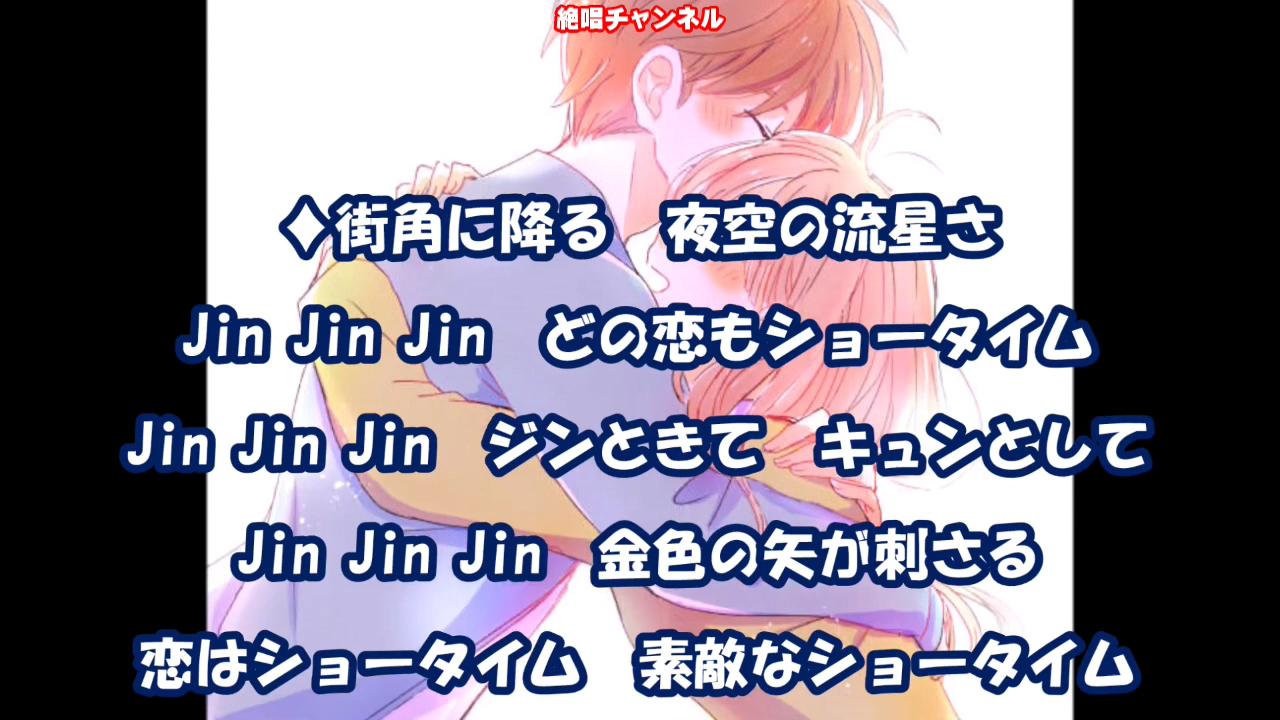 絶唱チャンネル
✧街角に降る　夜空の流星さ
Jin Jin Jin　どの恋もショータイム
Jin Jin Jin　ジンときて　キュンとして
Jin Jin Jin　金色の矢が刺さる
恋はショータイム　素敵なショータイム